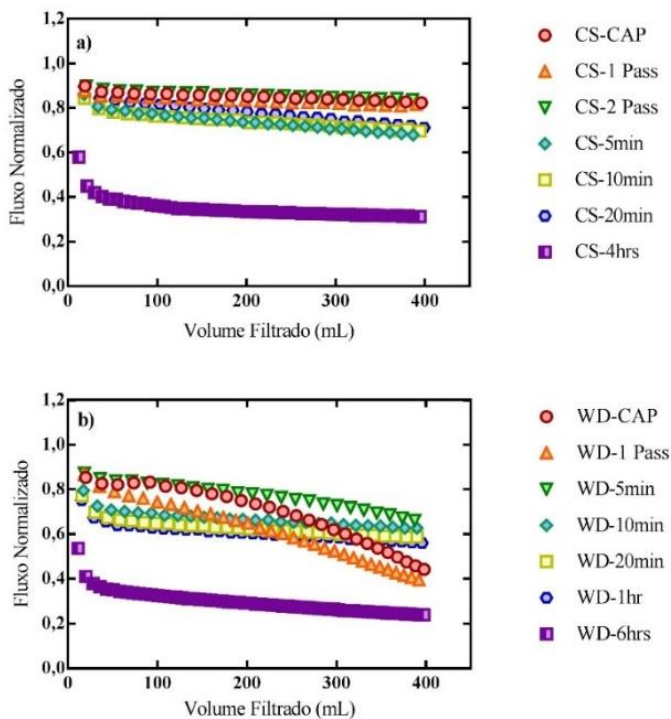 1,2
a)
1,0
0,8
0,6
0,4
0,2
0,0
Fluxo Normalizado
0
100
200
300
400
Volume Filtrado (mL)
CS-CAP
CS-1 Pass
CS-2 Pass
CS-5min
CS-10min
CS-20min
CS-4hrs
1,2
b)
1,0
0,8
0,6
0,4
0,2
0,0
Fluxo Normalizado
0
100
200
300
400
Volume Filtrado (mL)
WD-CAP
WD-1 Pass
WD-5min
WD-10min
WD-20min
WD-1hr
WD-6hrs